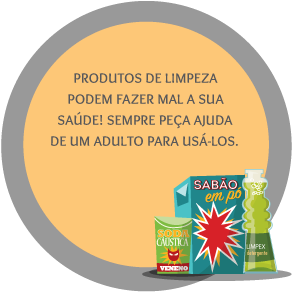 PRODUTOS DE LIMPEZA
PODEM FAZER MAL A SUA
SAÚDE! SEMPRE PEÇA AJUDA
DE UM ADULTO PARA USÁ-LOS.
SABÃO
em pó
SODA
CAUSTICA
VENENO
LIMPEX